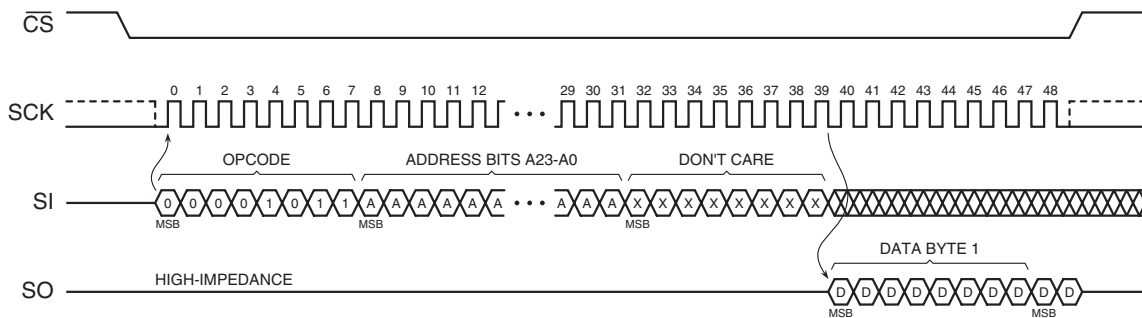 CS
0 1 2 3 4 5 6 7 8 9 10 11 12 29 30 31 32 33 34 35 36 37 38 39 40 41 42 43 44 45 46 47 48
SCK • • •
OPCODE ADDRESS BITS A23-A0 DON'T CARE
SI 0 0 0 0 1 0 1 1 A A A A A A • • • A A A X X X X X X X X
MSB MSB MSB
DATA BYTE 1
HIGH-IMPEDANCE
SO D D D D D D D D D D
MSB MSB